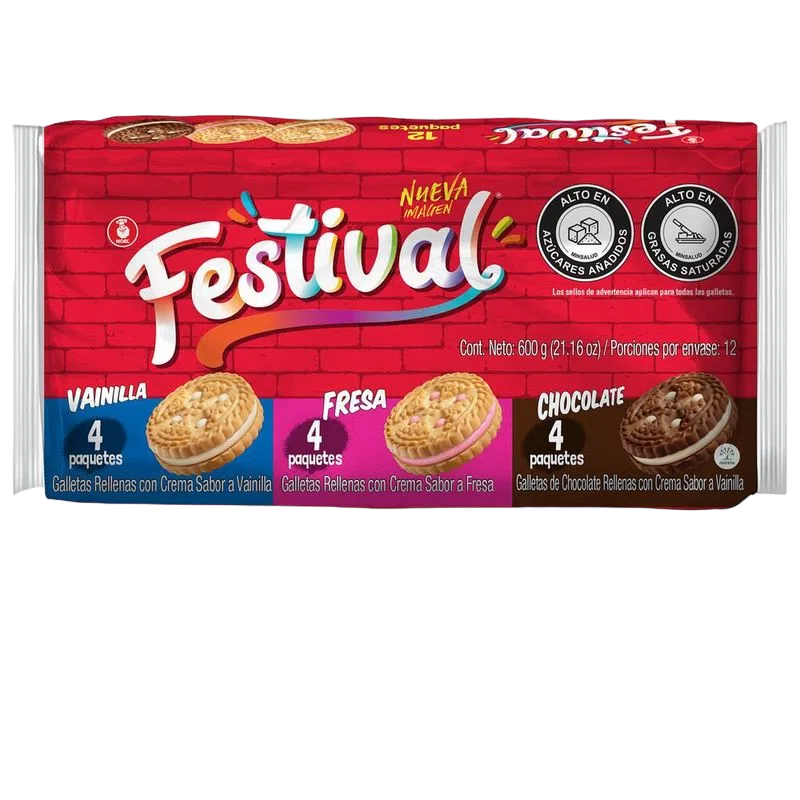 12
paquetes
Festival
NUEVA
IMAGEN
NOEL
Festival
®
ALTO EN
AZÚCARES AÑADIDOS
MINSALUD
ALTO EN
GRASAS SATURADAS
MINSALUD
Los sellos de advertencia aplican para todas las galletas.
Cont. Neto: 600 g (21.16 oz) / Porciones por envase: 12
VAINILLA
4
paquetes
Galletas Rellenas con Crema Sabor a Vainilla
FRESA
4
paquetes
Galletas Rellenas con Crema Sabor a Fresa
CHOCOLATE
4
paquetes
nutresa
Galletas de Chocolate Rellenas con Crema Sabor a Vainilla